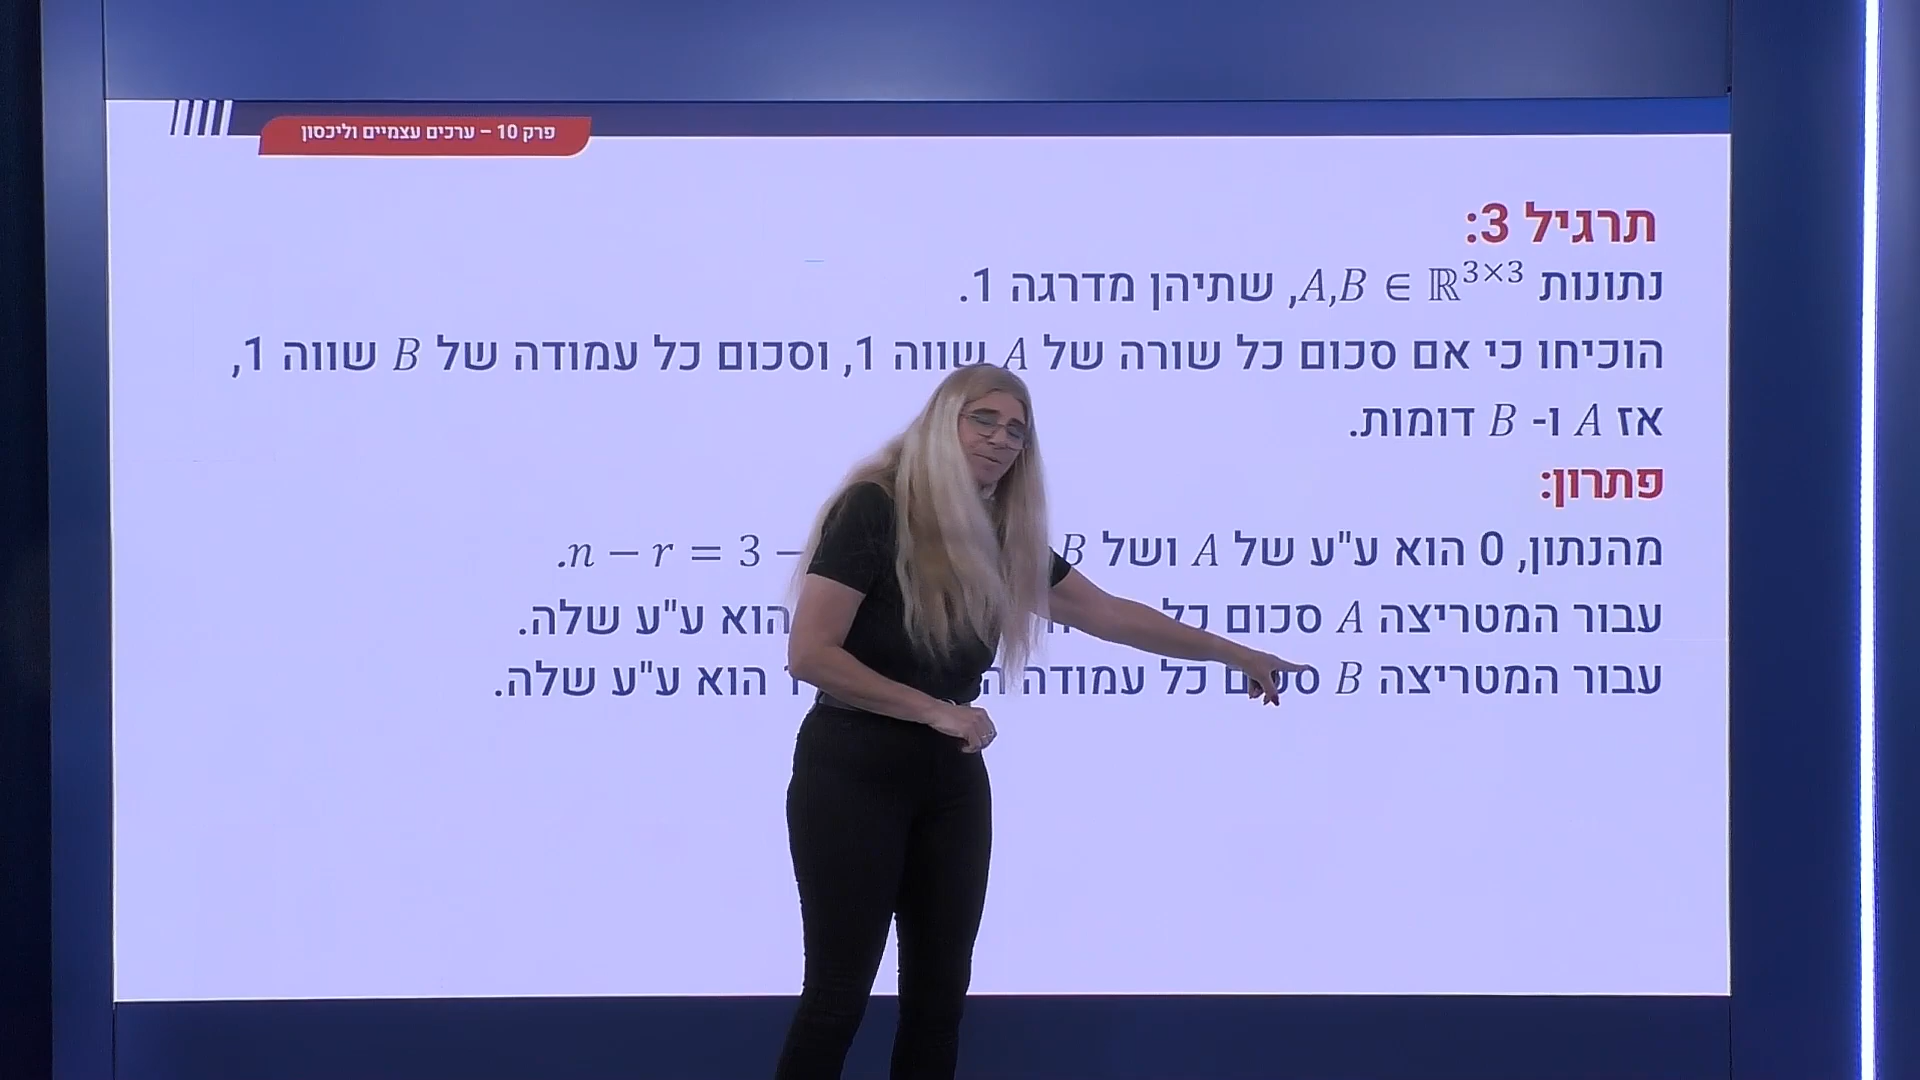 פרק 10 – ערכים עצמיים וליכסון
תרגיל 3:
נתונות A,B ∈ ℝ³ˣ³, שתיהן מדרגה 1.
הוכיחו כי אם סכום כל שורה של A שווה 1, וסכום כל עמודה של B שווה 1,
אז A ו- B דומות.
פתרון:
מהנתון, 0 הוא ע"ע של A ושל B n − r = 3 −.
עבור המטריצה A סכום כל הוא ע"ע שלה.
עבור המטריצה B סכום כל עמודה הוא ע"ע שלה.